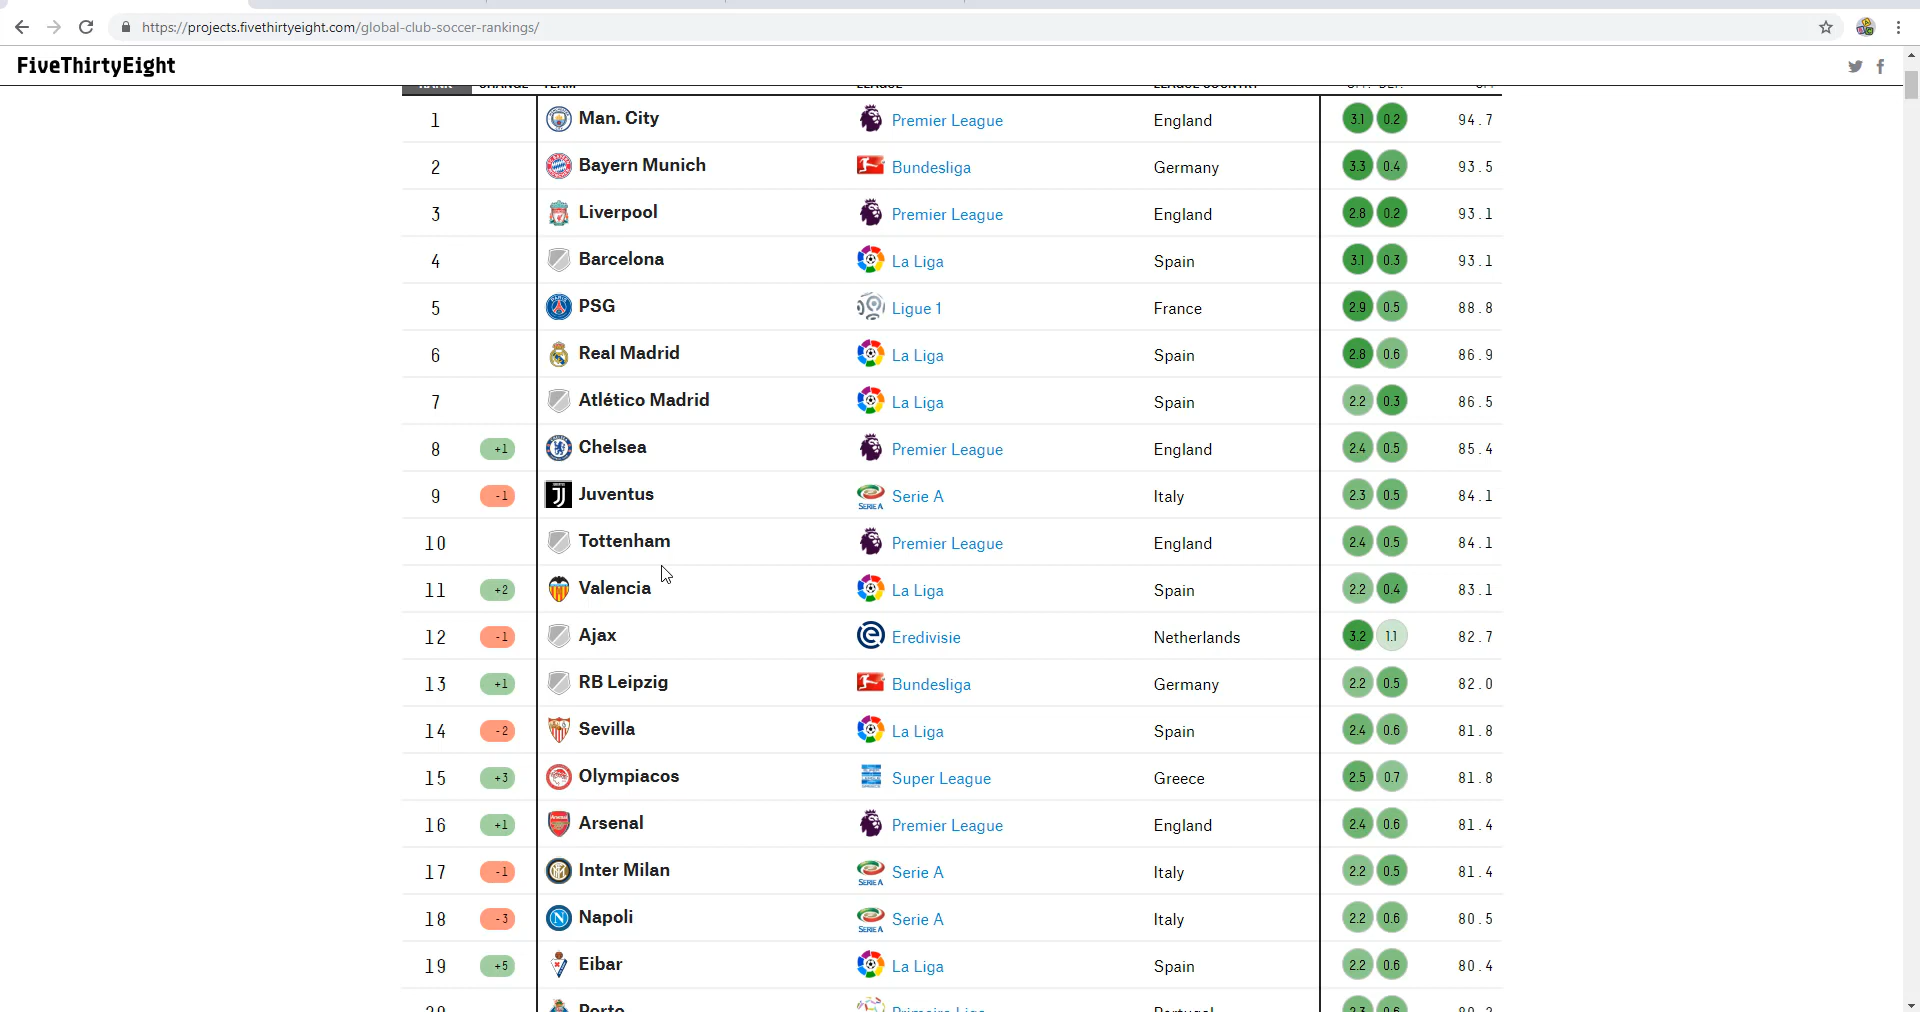 https://projects.fivethirtyeight.com/global-club-soccer-rankings/
FiveThirtyEight
1 Man. City Premier League England 3.1 0.2 94.7
2 Bayern Munich Bundesliga Germany 3.3 0.4 93.5
3 Liverpool Premier League England 2.8 0.2 93.1
4 Barcelona La Liga Spain 3.1 0.3 93.1
5 PSG Ligue 1 France 2.9 0.5 88.8
6 Real Madrid La Liga Spain 2.8 0.6 86.9
7 Atlético Madrid La Liga Spain 2.2 0.3 86.5
8 +1 Chelsea Premier League England 2.4 0.5 85.4
9 -1 Juventus SERIE A Serie A Italy 2.3 0.5 84.1
10 Tottenham Premier League England 2.4 0.5 84.1
11 +2 Valencia La Liga Spain 2.2 0.4 83.1
12 -1 Ajax Eredivisie Netherlands 3.2 1.1 82.7
13 +1 RB Leipzig Bundesliga Germany 2.2 0.5 82.0
14 -2 Sevilla La Liga Spain 2.4 0.6 81.8
15 +3 Olympiacos Super League Greece 2.5 0.7 81.8
16 +1 Arsenal Premier League England 2.4 0.6 81.4
17 -1 Inter Milan SERIE A Serie A Italy 2.2 0.5 81.4
18 -3 Napoli SERIE A Serie A Italy 2.2 0.6 80.5
19 +5 Eibar La Liga Spain 2.2 0.6 80.4
Porto Primeira Liga Portugal